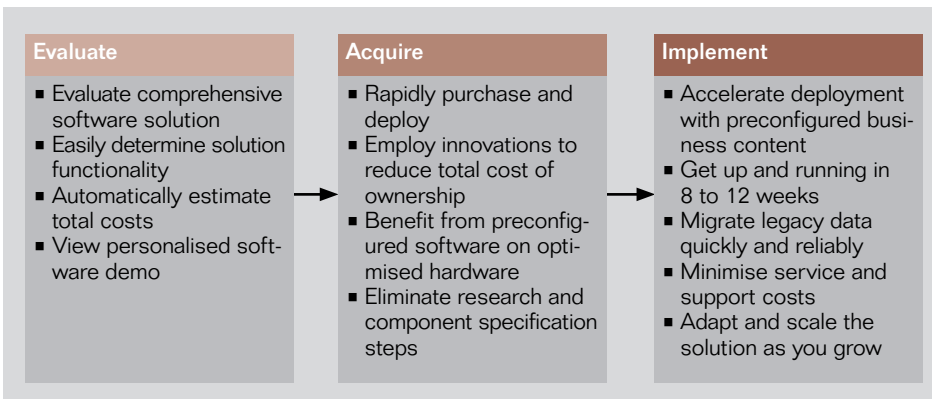 Evaluate
▪ Evaluate comprehensive
software solution
▪ Easily determine solution
functionality
▪ Automatically estimate
total costs
▪ View personalised soft-
ware demo
Acquire
▪ Rapidly purchase and
deploy
▪ Employ innovations to
reduce total cost of
ownership
▪ Benefit from preconfig-
ured software on opti-
mised hardware
▪ Eliminate research and
component specification
steps
Implement
▪ Accelerate deployment
with preconfigured busi-
ness content
▪ Get up and running in
8 to 12 weeks
▪ Migrate legacy data
quickly and reliably
▪ Minimise service and
support costs
▪ Adapt and scale the
solution as you grow